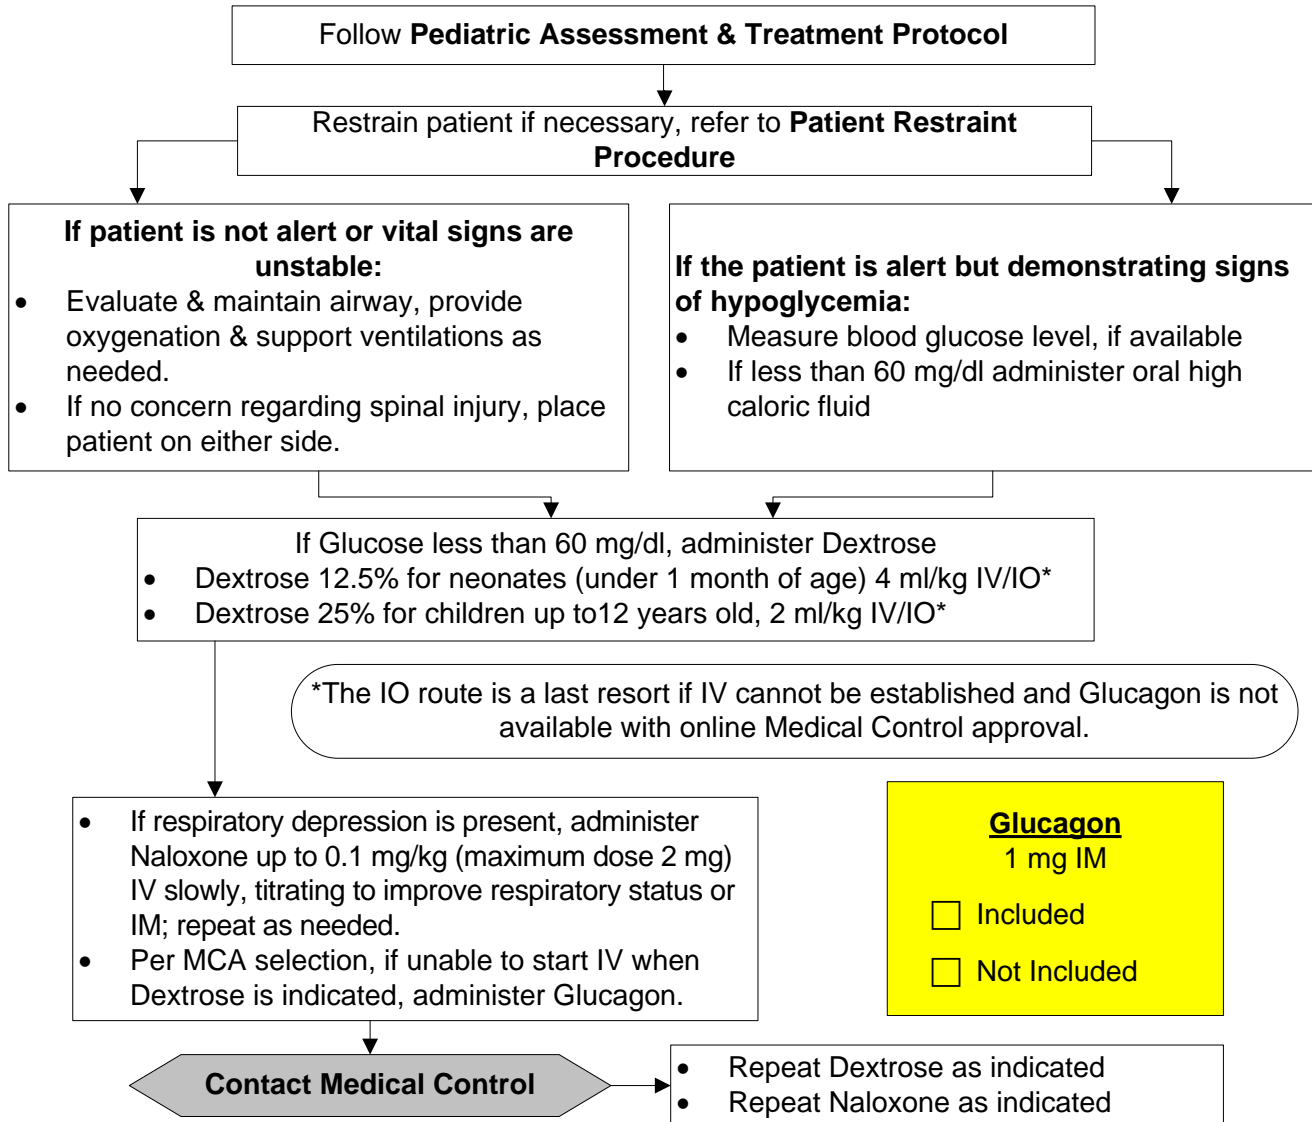 Follow Pediatric Assessment & Treatment Protocol
Restrain patient if necessary, refer to Patient Restraint
Procedure
If patient is not alert or vital signs are
unstable:
• Evaluate & maintain airway, provide
oxygenation & support ventilations as
needed.
• If no concern regarding spinal injury, place
patient on either side.
If the patient is alert but demonstrating signs
of hypoglycemia:
• Measure blood glucose level, if available
• If less than 60 mg/dl administer oral high
caloric fluid
If Glucose less than 60 mg/dl, administer Dextrose
• Dextrose 12.5% for neonates (under 1 month of age) 4 ml/kg IV/IO*
• Dextrose 25% for children up to12 years old, 2 ml/kg IV/IO*
*The IO route is a last resort if IV cannot be established and Glucagon is not
available with online Medical Control approval.
• If respiratory depression is present, administer
Naloxone up to 0.1 mg/kg (maximum dose 2 mg)
IV slowly, titrating to improve respiratory status or
IM; repeat as needed.
• Per MCA selection, if unable to start IV when
Dextrose is indicated, administer Glucagon.
Glucagon
1 mg IM
☐ Included
☐ Not Included
Contact Medical Control
• Repeat Dextrose as indicated
• Repeat Naloxone as indicated